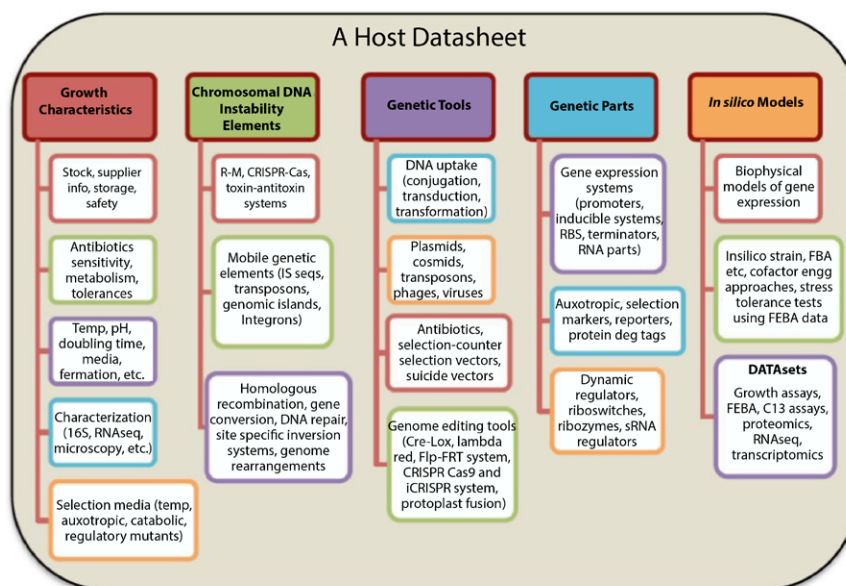 A Host Datasheet
Growth
Characteristics
Stock, supplier
info, storage,
safety
Antibiotics
sensitivity,
metabolism,
tolerances
Temp, pH,
doubling time,
media,
fermation, etc.
Characterization
(16S, RNAseq,
microscopy, etc.)
Selection media (temp,
auxotropic, catabolic,
regulatory mutants)
Chromosomal DNA
Instability
Elements
R-M, CRISPR-Cas,
toxin-antitoxin
systems
Mobile genetic
elements (IS seqs,
transposons,
genomic islands,
Integrons)
Homologous
recombination, gene
conversion, DNA repair,
site specific inversion
systems, genome
rearrangements
Genetic Tools
DNA uptake
(conjugation,
transduction,
transformation)
Plasmids,
cosmids,
transposons,
phages, viruses
Antibiotics,
selection-counter
selection vectors,
suicide vectors
Genome editing tools
(Cre-Lox, lambda
red, Flp-FRT system,
CRISPR Cas9 and
iCRISPR system,
protoplast fusion)
Genetic Parts
Gene expression
systems
(promoters,
inducible systems,
RBS, terminators,
RNA parts)
Auxotropic, selection
markers, reporters,
protein deg tags
Dynamic
regulators,
riboswitches,
ribozymes, sRNA
regulators
In silico Models
Biophysical
models of gene
expression
Insilico strain, FBA
etc, cofactor engg
approaches, stress
tolerance tests
using FEBA data
DATAsets
Growth assays,
FEBA, C13 assays,
proteomics,
RNAseq,
transcriptomics